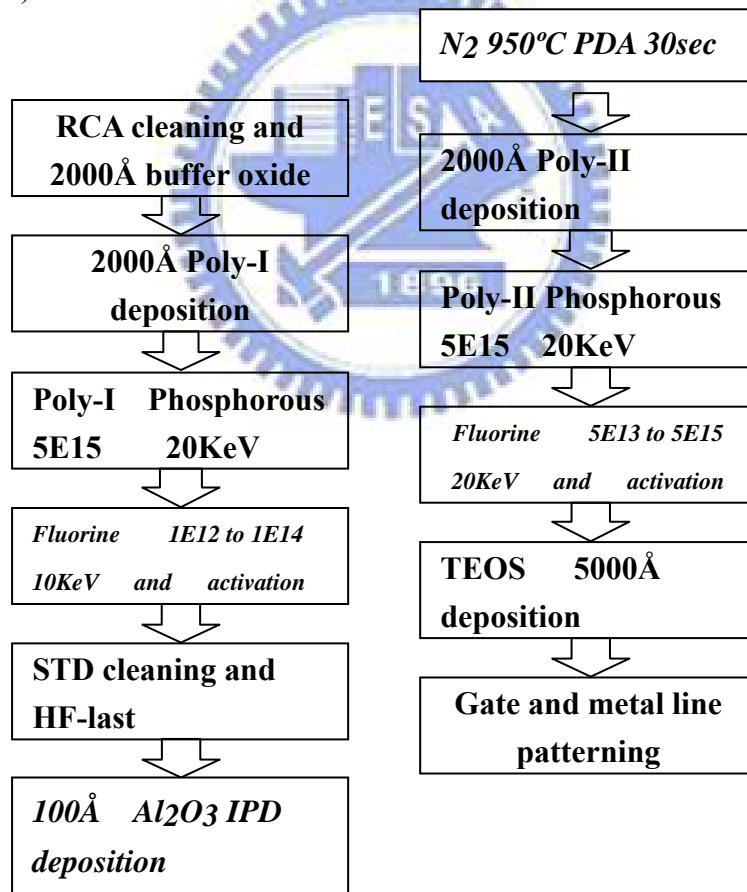 )
RCA cleaning and
2000Å buffer oxide
2000Å Poly-I
deposition
Poly-I Phosphorous
5E15 20KeV
Fluorine 1E12 to 1E14
10KeV and activation
STD cleaning and
HF-last
100Å Al2O3 IPD
deposition
N2 950ºC PDA 30sec
2000Å Poly-II
deposition
Poly-II Phosphorous
5E15 20KeV
Fluorine 5E13 to 5E15
20KeV and activation
TEOS 5000Å
deposition
Gate and metal line
patterning
E S A
1896